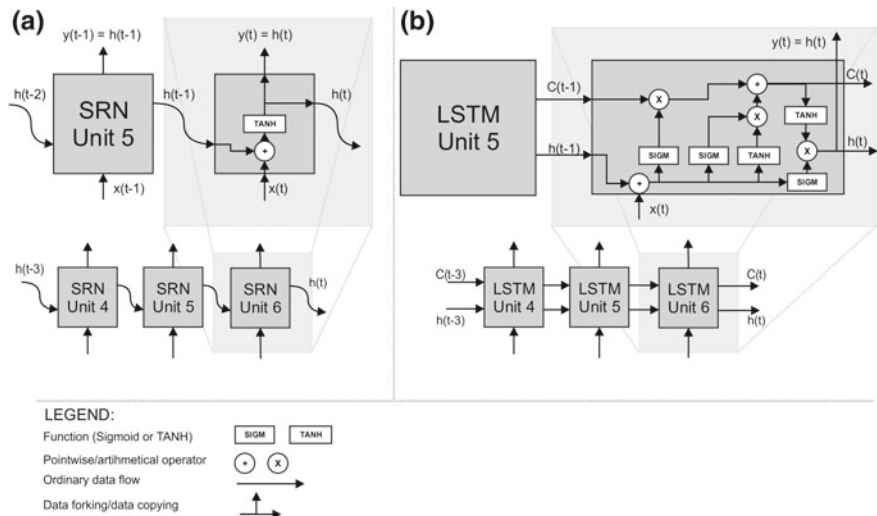 (a)
y(t-1) = h(t-1)
y(t) = h(t)
h(t-2)
SRN
Unit 5
h(t-1)
TANH
+
h(t)
x(t-1)
x(t)
h(t-3)
SRN
Unit 4
SRN
Unit 5
SRN
Unit 6
h(t)
(b)
y(t) = h(t)
LSTM
Unit 5
C(t-1)
h(t-1)
X
+
C(t)
X
TANH
SIGM
SIGM
TANH
X
h(t)
+
SIGM
x(t)
C(t-3)
h(t-3)
LSTM
Unit 4
LSTM
Unit 5
LSTM
Unit 6
C(t)
h(t)
LEGEND:
Function (Sigmoid or TANH)
SIGM
TANH
Pointwise/artihmetical operator
+
X
Ordinary data flow
Data forking/data copying